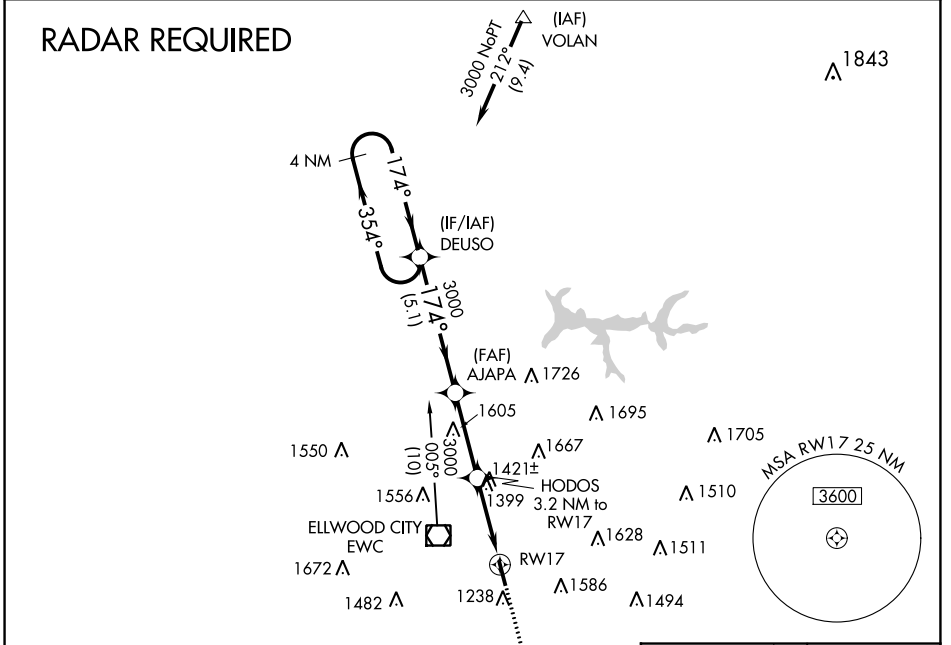 RADAR REQUIRED
(IAF)
VOLAN
3000 NoPT
212°
(9.4)
1843
4 NM
174°
354°
(IF/IAF)
DEUSO
3000
174°
(5.1)
(FAF)
AJAPA
1726
1605
1695
1705
1550
3000
005°
(10)
1667
1421±
1399
HODOS
3.2 NM to
RW17
1556
1510
ELLWOOD CITY
EWC
1628
1511
1672
RW17
1586
1482
1238
1494
MSA RW17 25 NM
3600